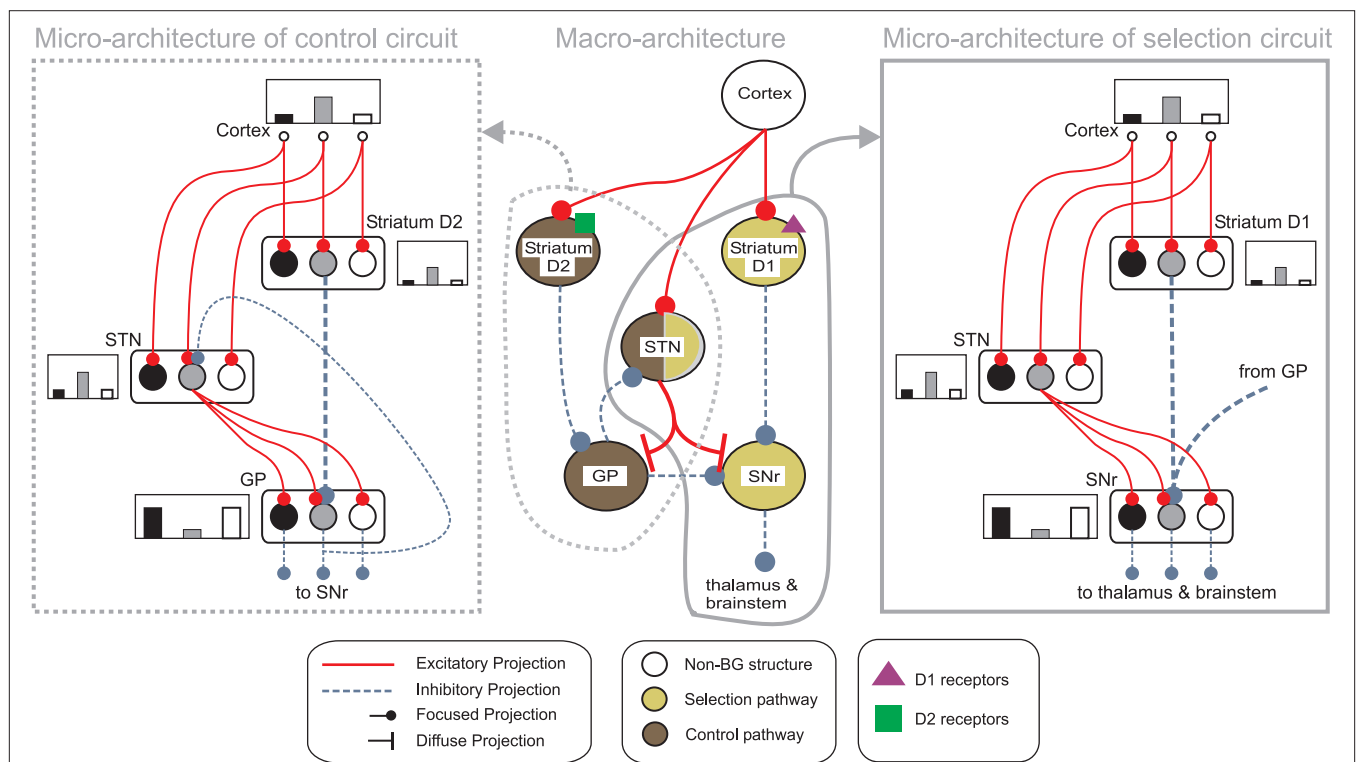 Micro-architecture of control circuit
Cortex
Striatum D2
STN
GP
to SNr
Macro-architecture
Cortex
Striatum
D2
Striatum
D1
STN
GP
SNr
thalamus &
brainstem
Micro-architecture of selection circuit
Cortex
Striatum D1
STN
from GP
SNr
to thalamus & brainstem
Excitatory Projection
Inhibitory Projection
Focused Projection
Diffuse Projection
Non-BG structure
Selection pathway
Control pathway
D1 receptors
D2 receptors